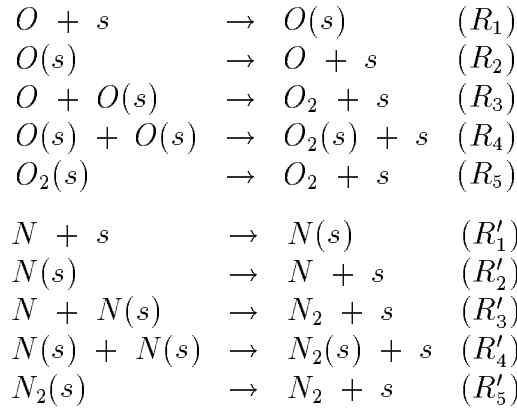 O + s → O(s) (R₁)
O(s) → O + s (R₂)
O + O(s) → O₂ + s (R₃)
O(s) + O(s) → O₂(s) + s (R₄)
O₂(s) → O₂ + s (R₅)
N + s → N(s) (R′₁)
N(s) → N + s (R′₂)
N + N(s) → N₂ + s (R′₃)
N(s) + N(s) → N₂(s) + s (R′₄)
N₂(s) → N₂ + s (R′₅)